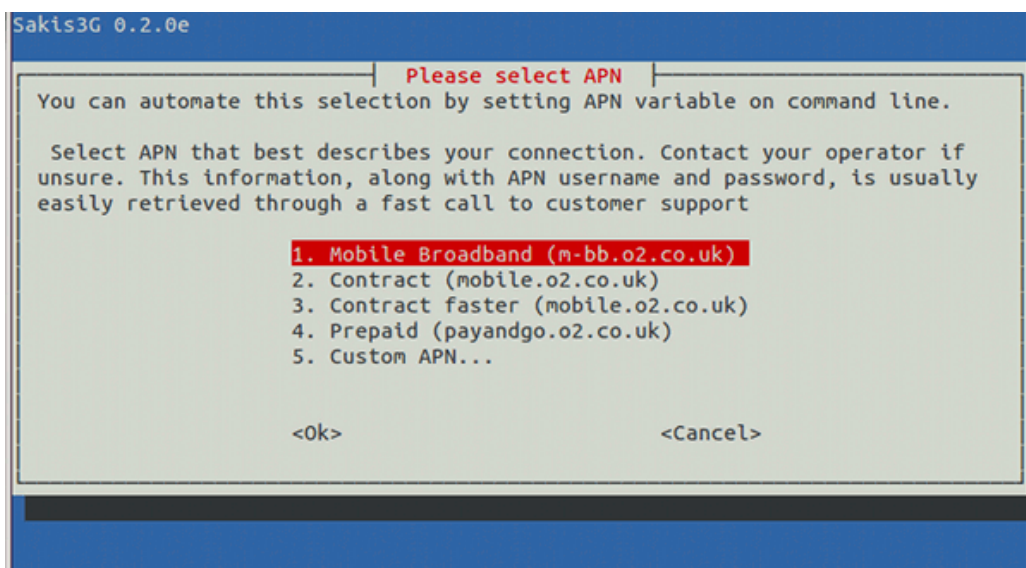 Sakis3G 0.2.0e
Please select APN
You can automate this selection by setting APN variable on command line.
Select APN that best describes your connection. Contact your operator if
unsure. This information, along with APN username and password, is usually
easily retrieved through a fast call to customer support
1. Mobile Broadband (m-bb.o2.co.uk)
2. Contract (mobile.o2.co.uk)
3. Contract faster (mobile.o2.co.uk)
4. Prepaid (payandgo.o2.co.uk)
5. Custom APN...
<Ok> <Cancel>